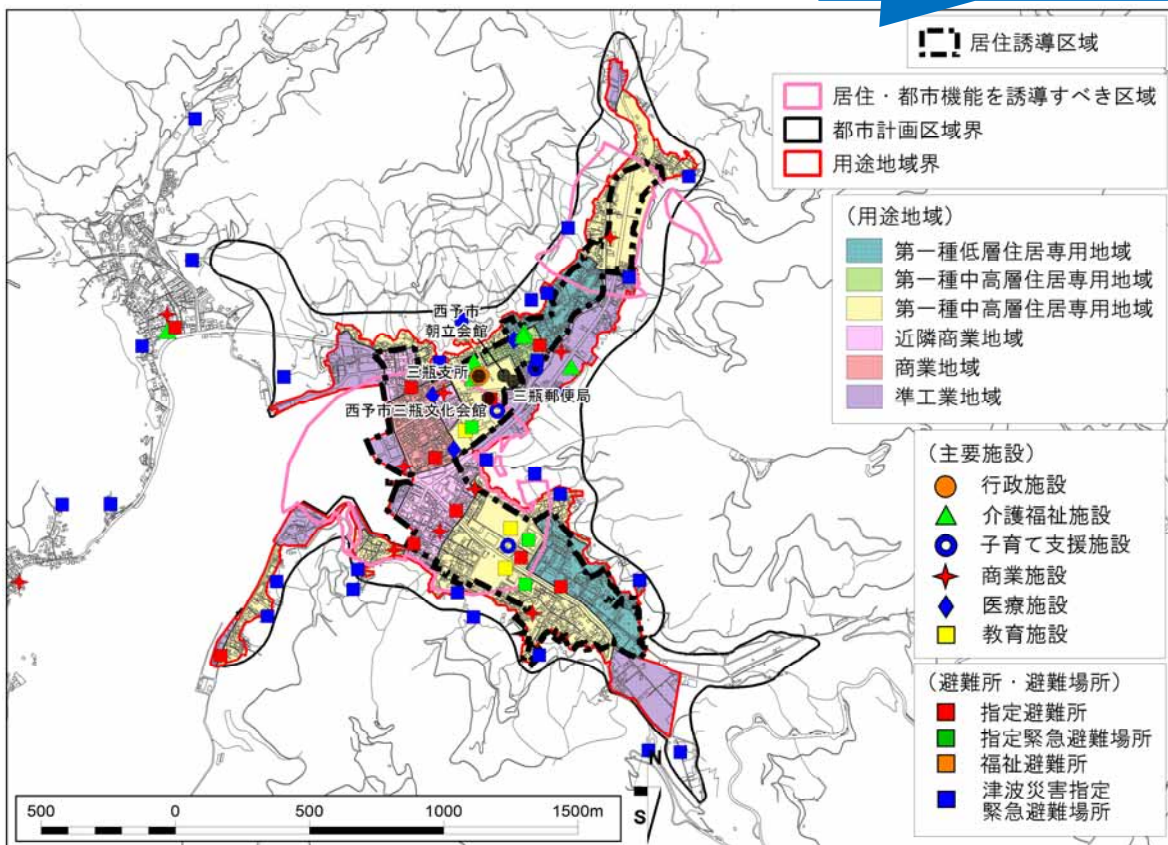 居住誘導区域
居住・都市機能を誘導すべき区域
都市計画区域界
用途地域界
（用途地域）
第一種低層住居専用地域
第一種中高層住居専用地域
第一種中高層住居専用地域
近隣商業地域
商業地域
準工業地域
（主要施設）
行政施設
介護福祉施設
子育て支援施設
商業施設
医療施設
教育施設
（避難所・避難場所）
指定避難所
指定緊急避難場所
福祉避難所
津波災害指定
緊急避難場所
西予市
朝立会館
三瓶支所
三瓶郵便局
西予市三瓶文化会館
N
S
500 0 500 1000 1500m